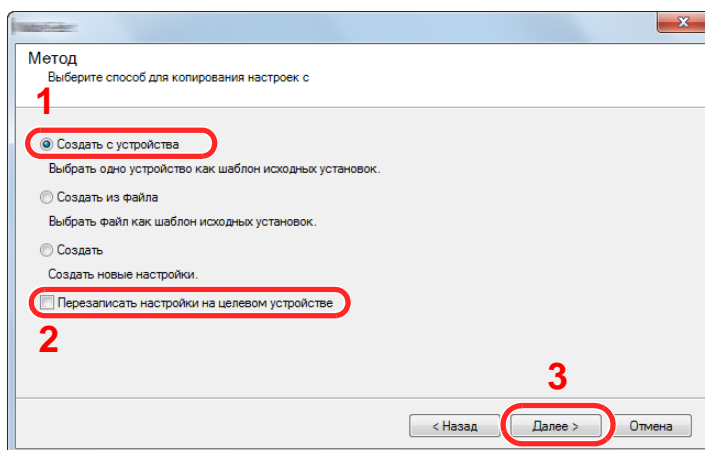 Метод
Выберите способ для копирования настроек с
1
Создать с устройства
Выбрать одно устройство как шаблон исходных установок.
Создать из файла
Выбрать файл как шаблон исходных установок.
Создать
Создать новые настройки.
Перезаписать настройки на целевом устройстве
2
3
< Назад Далее > Отмена